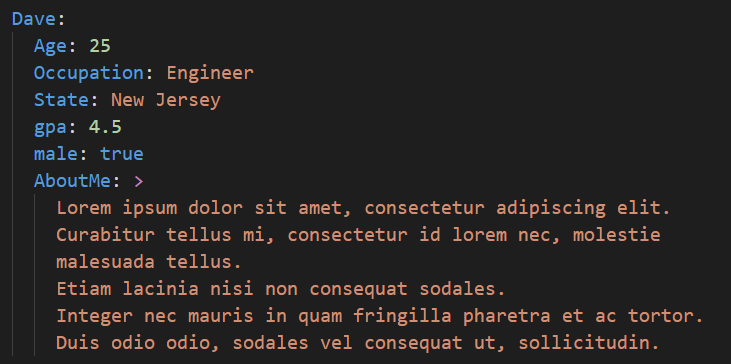 Dave:
Age: 25
Occupation: Engineer
State: New Jersey
gpa: 4.5
male: true
AboutMe: >
Lorem ipsum dolor sit amet, consectetur adipiscing elit.
Curabitur tellus mi, consectetur id lorem nec, molestie
malesuada tellus.
Etiam lacinia nisi non consequat sodales.
Integer nec mauris in quam fringilla pharetra et ac tortor.
Duis odio odio, sodales vel consequat ut, sollicitudin.